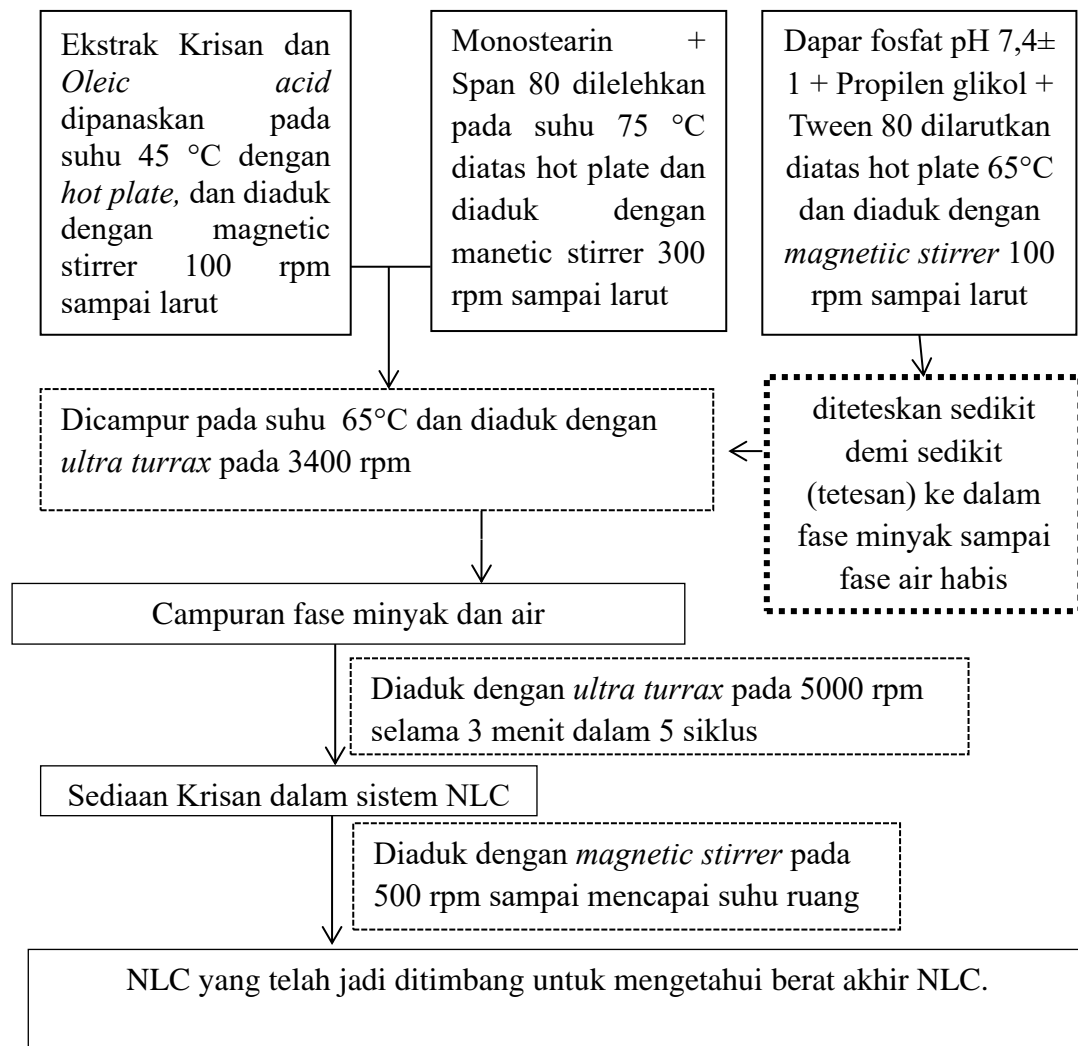 Ekstrak Krisan dan
Oleic acid
dipanaskan pada
suhu 45 °C dengan
hot plate, dan diaduk
dengan magnetic
stirrer 100 rpm
sampai larut
Monostearin +
Span 80 dilelehkan
pada suhu 75 °C
diatas hot plate dan
diaduk dengan
manetic stirrer 300
rpm sampai larut
Dapar fosfat pH 7,4±
1 + Propilen glikol +
Tween 80 dilarutkan
diatas hot plate 65°C
dan diaduk dengan
magnetiic stirrer 100
rpm sampai larut
Dicampur pada suhu 65°C dan diaduk dengan
ultra turrax pada 3400 rpm
diteteskan sedikit
demi sedikit
(tetesan) ke dalam
fase minyak sampai
fase air habis
Campuran fase minyak dan air
Diaduk dengan ultra turrax pada 5000 rpm
selama 3 menit dalam 5 siklus
Sediaan Krisan dalam sistem NLC
Diaduk dengan magnetic stirrer pada
500 rpm sampai mencapai suhu ruang
NLC yang telah jadi ditimbang untuk mengetahui berat akhir NLC.